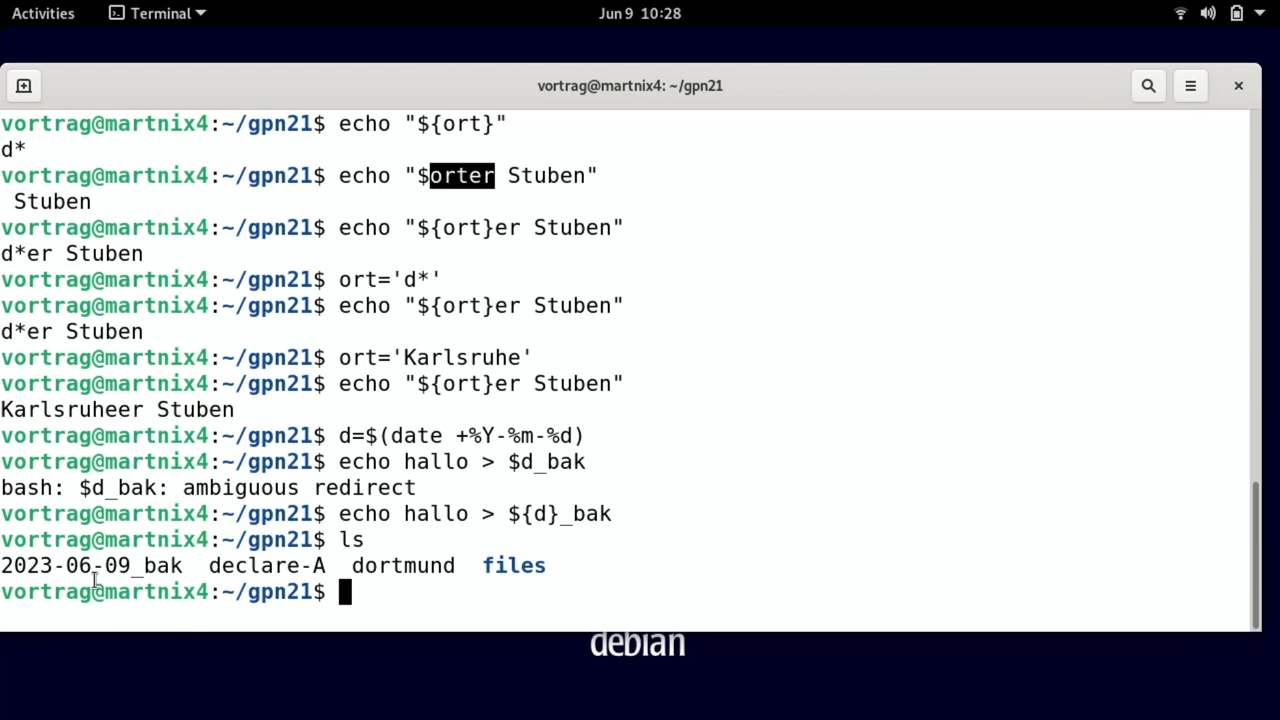 Activities Terminal Jun 9 10:28
vortrag@martnix4: ~/gpn21
vortrag@martnix4:~/gpn21$ echo "${ort}"
d*
vortrag@martnix4:~/gpn21$ echo "$orter Stuben"
 Stuben
vortrag@martnix4:~/gpn21$ echo "${ort}er Stuben"
d*er Stuben
vortrag@martnix4:~/gpn21$ ort='d*'
vortrag@martnix4:~/gpn21$ echo "${ort}er Stuben"
d*er Stuben
vortrag@martnix4:~/gpn21$ ort='Karlsruhe'
vortrag@martnix4:~/gpn21$ echo "${ort}er Stuben"
Karlsruheer Stuben
vortrag@martnix4:~/gpn21$ d=$(date +%Y-%m-%d)
vortrag@martnix4:~/gpn21$ echo hallo > $d_bak
bash: $d_bak: ambiguous redirect
vortrag@martnix4:~/gpn21$ echo hallo > ${d}_bak
vortrag@martnix4:~/gpn21$ ls
2023-06-09_bak  declare-A  dortmund  files
vortrag@martnix4:~/gpn21$
debian